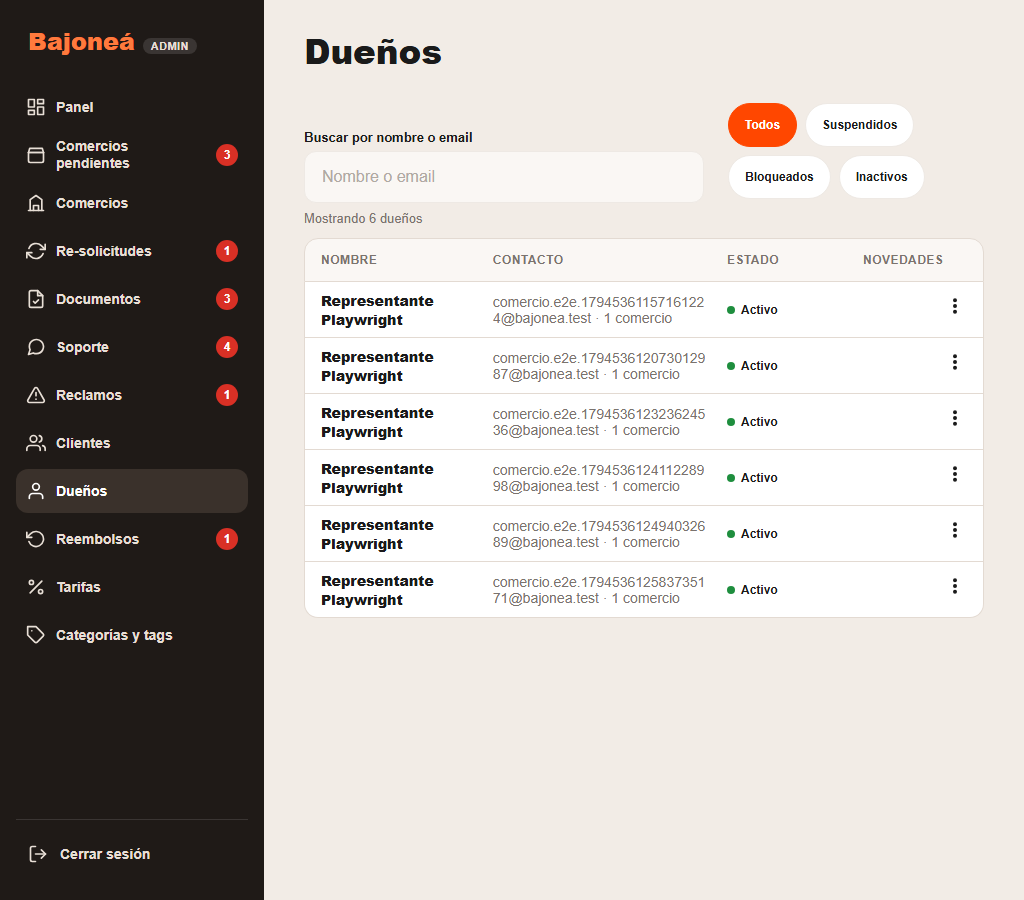 Bajoneá ADMIN
Panel
Comercios
pendientes 3
Comercios
Re-solicitudes 1
Documentos 3
Soporte 4
Reclamos 1
Clientes
Dueños
Reembolsos 1
Tarifas
Categorías y tags
Cerrar sesión
Dueños
Buscar por nombre o email
Nombre o email
Todos Suspendidos
Bloqueados Inactivos
Mostrando 6 dueños
NOMBRE CONTACTO ESTADO NOVEDADES
Representante
Playwright
comercio.e2e.1794536115716122
4@bajonea.test · 1 comercio
Activo
Representante
Playwright
comercio.e2e.1794536120730129
87@bajonea.test · 1 comercio
Activo
Representante
Playwright
comercio.e2e.1794536123236245
36@bajonea.test · 1 comercio
Activo
Representante
Playwright
comercio.e2e.1794536124112289
98@bajonea.test · 1 comercio
Activo
Representante
Playwright
comercio.e2e.1794536124940326
89@bajonea.test · 1 comercio
Activo
Representante
Playwright
comercio.e2e.1794536125837351
71@bajonea.test · 1 comercio
Activo